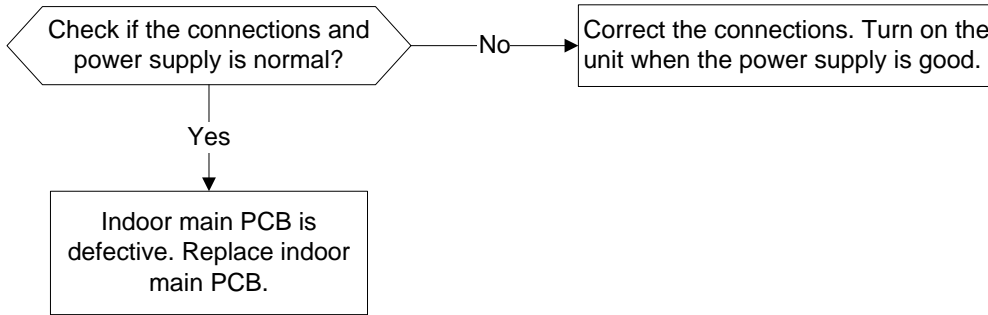 Check if the connections and
power supply is normal?
No
Correct the connections. Turn on the
unit when the power supply is good.
Yes
Indoor main PCB is
defective. Replace indoor
main PCB.